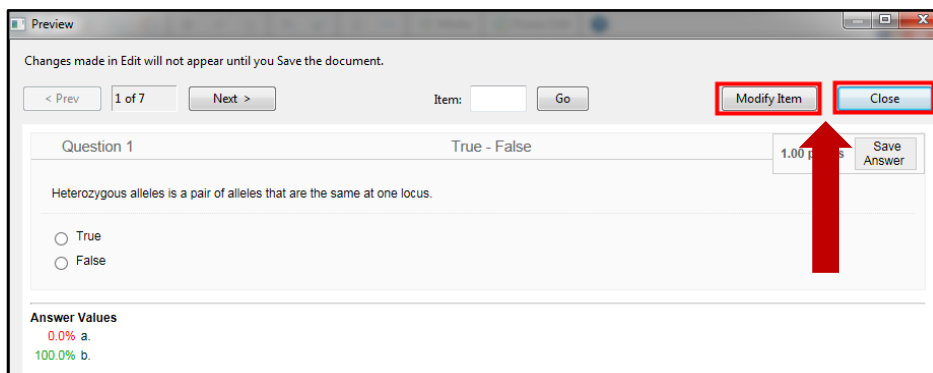 Preview
Changes made in Edit will not appear until you Save the document.
< Prev 1 of 7 Next > Item: Go Modify Item Close
Question 1 True - False 1.00 Save
Answer
Heterozygous alleles is a pair of alleles that are the same at one locus.
True
False
Answer Values
0.0% a.
100.0% b.